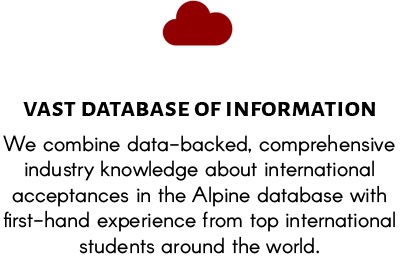 VAST DATABASE OF INFORMATION
We combine data-backed, comprehensive
industry knowledge about international
acceptances in the Alpine database with
first-hand experience from top international
students around the world.